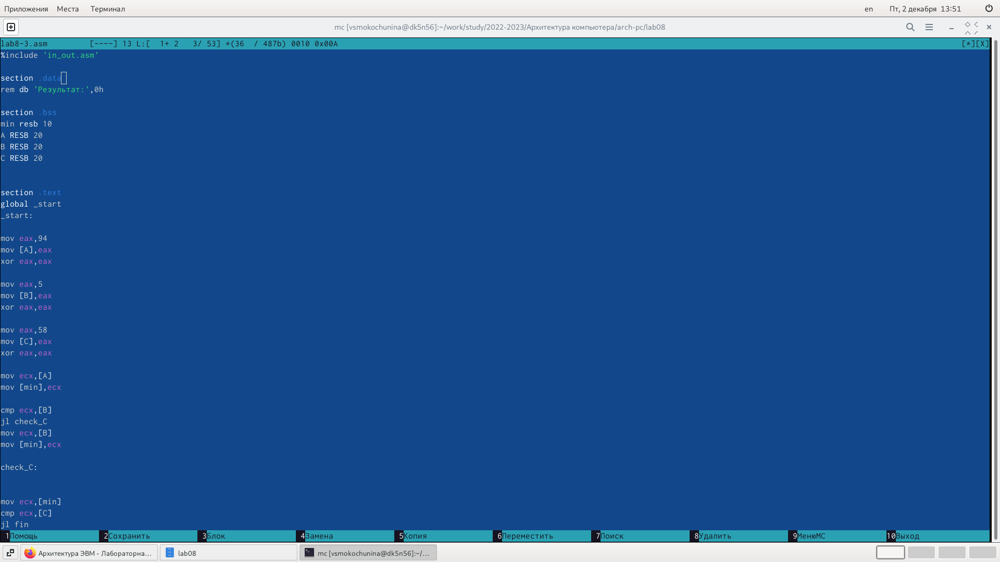 Приложения Места Терминал en Пт, 2 декабря 13:51
mc [vsmokochunina@dk5n56]:~/work/study/2022-2023/Архитектура компьютера/arch-pc/lab08
lab8-3.asm [----] 13 L:[ 1+ 2 3/ 53] *(36 / 487b) 0010 0x00A [*][X]
%include 'in_out.asm'
section .data
rem db 'Результат:',0h
section .bss
min resb 10
A RESB 20
B RESB 20
C RESB 20
section .text
global _start
_start:
mov eax,94
mov [A],eax
xor eax,eax
mov eax,5
mov [B],eax
xor eax,eax
mov eax,58
mov [C],eax
xor eax,eax
mov ecx,[A]
mov [min],ecx
cmp ecx,[B]
jl check_C
mov ecx,[B]
mov [min],ecx
check_C:
mov ecx,[min]
cmp ecx,[C]
jl fin
1Помощь 2Сохранить 3Блок 4Замена 5Копия 6Переместить 7Поиск 8Удалить 9МенюMC 10Выход
Архитектура ЭВМ - Лабораторна... lab08 mc [vsmokochunina@dk5n56]:~/...